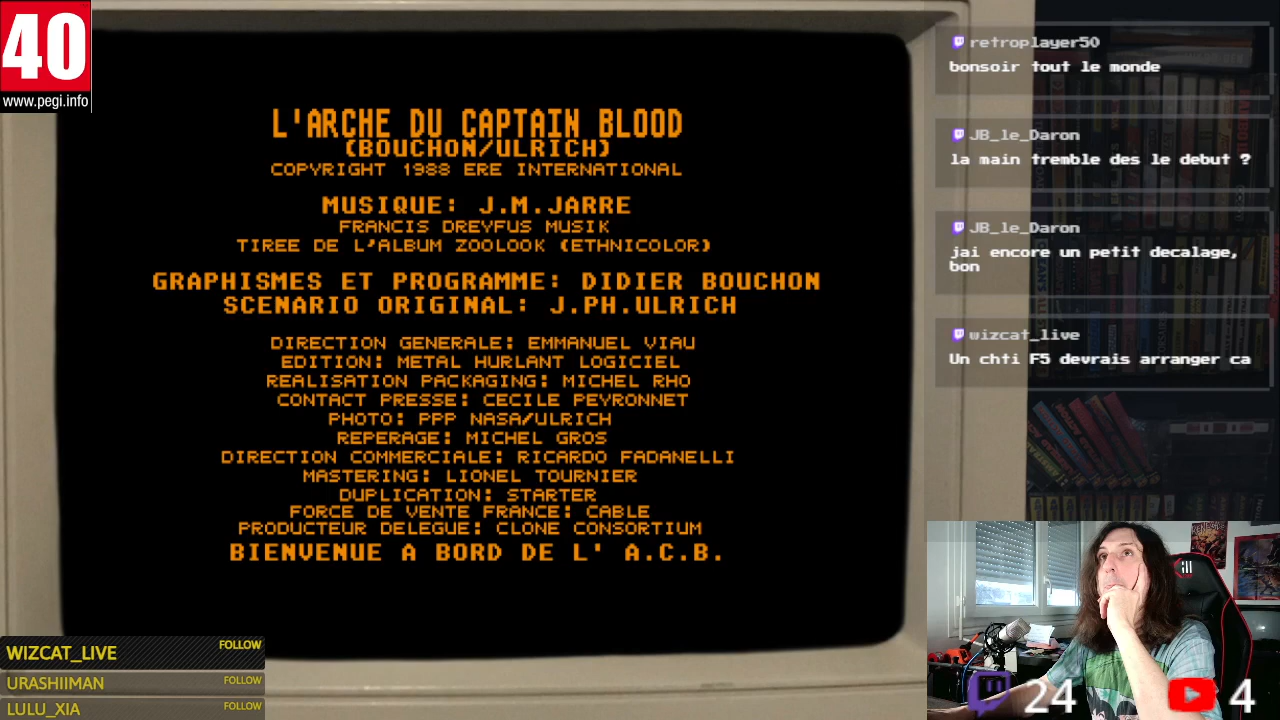 40
www.pegi.info
L'ARCHE DU CAPTAIN BLOOD
(BOUCHON/ULRICH)
COPYRIGHT 1988 ERE INTERNATIONAL
MUSIQUE: J.M.JARRE
FRANCIS DREYFUS MUSIK
TIREE DE L'ALBUM ZOOLOOK (ETHNICOLOR)
GRAPHISMES ET PROGRAMME: DIDIER BOUCHON
SCENARIO ORIGINAL: J.PH.ULRICH
DIRECTION GENERALE: EMMANUEL VIAU
EDITION: METAL HURLANT LOGICIEL
REALISATION PACKAGING: MICHEL RHO
CONTACT PRESSE: CECILE PEYRONNET
PHOTO: PPP NASA/ULRICH
REPERAGE: MICHEL GROS
DIRECTION COMMERCIALE: RICARDO FADANELLI
MASTERING: LIONEL TOURNIER
DUPLICATION: STARTER
FORCE DE VENTE FRANCE: CABLE
PRODUCTEUR DELEGUE: CLONE CONSORTIUM
BIENVENUE A BORD DE L' A.C.B.
retroplayer50
bonsoir tout le monde
JB_le_Daron
la main tremble des le debut ?
JB_le_Daron
jai encore un petit decalage,
bon
wizcat_live
Un chti F5 devrais arranger ca
WIZCAT_LIVE FOLLOW
URASHIIMAN FOLLOW
LULU_XIA FOLLOW
24
4